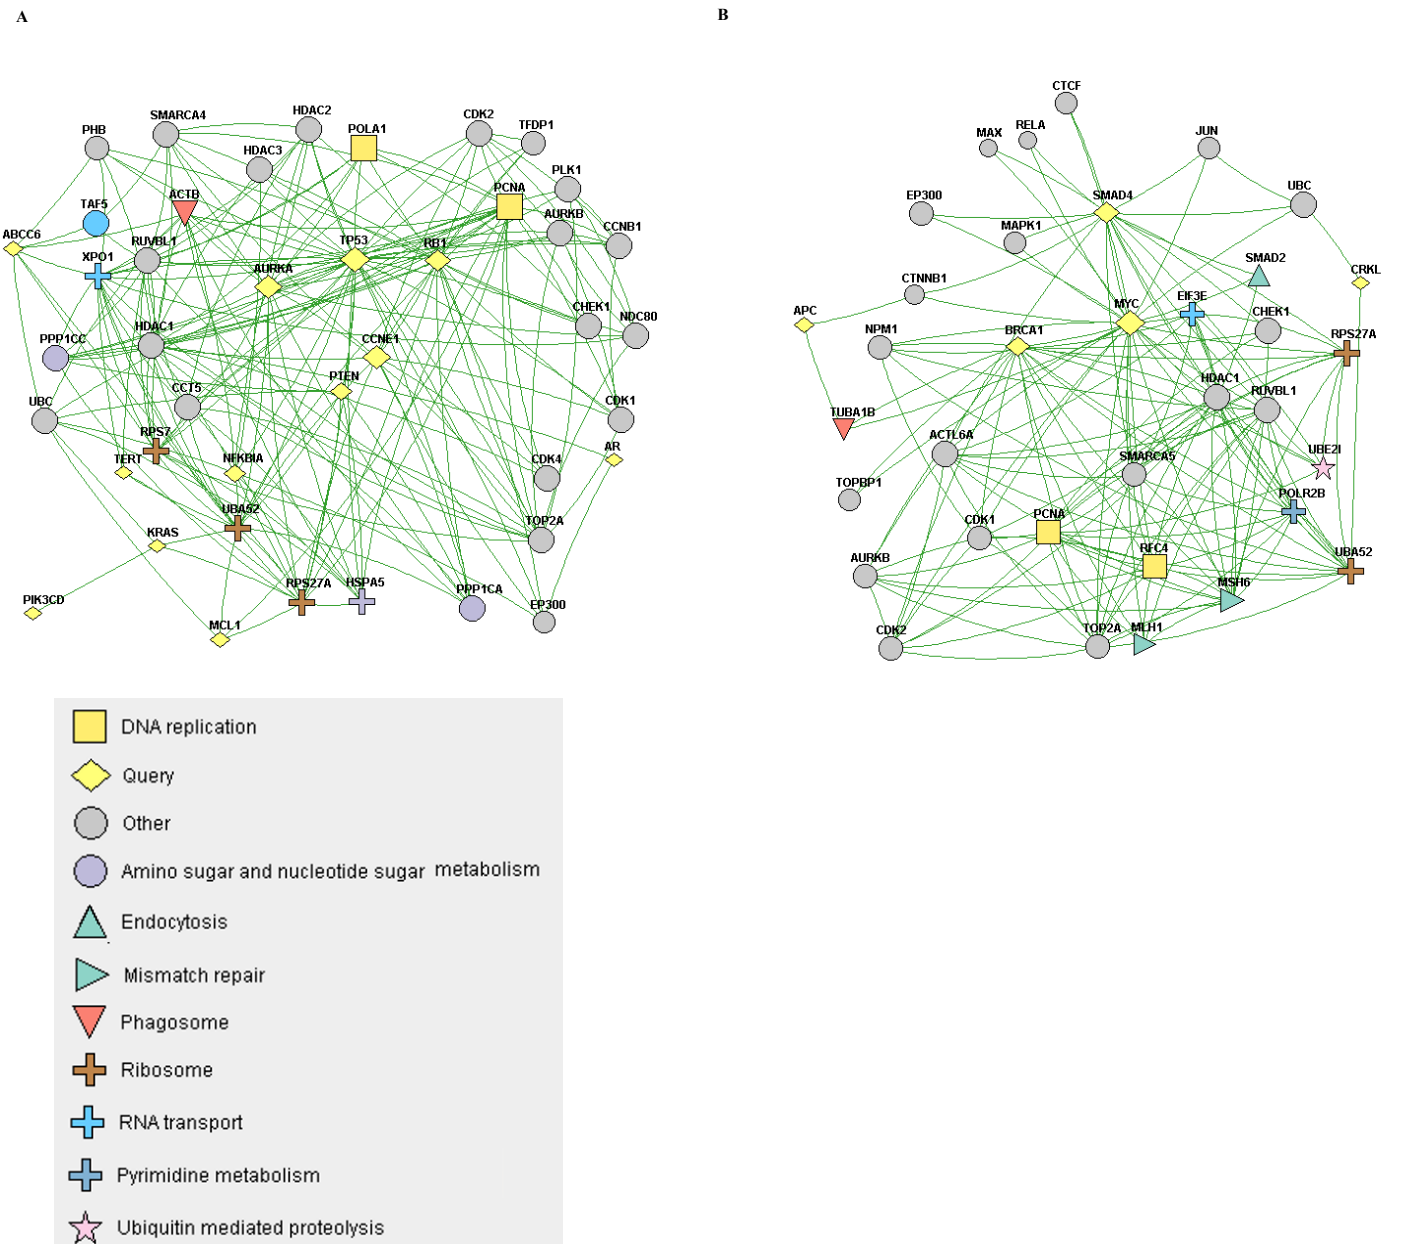 A
B
SMARCA4
HDAC2
CDK2
TFDP1
PHB
POLA1
HDAC3
PLK1
PCNA
TAF5
ACTB
AURKB
ABCC6
RUVBL1
TP53
RB1
CCNB1
XPO1
AURKA
CHEK1
NDC80
HDAC1
PPP1CC
CCNE1
PTEN
CCT5
UBC
CDK1
RPS7
AR
TERT
NFKBIA
CDK4
UBA52
TOP2A
KRAS
RPS27A
HSPA5
PPP1CA
PIK3CD
EP300
MCL1
CTCF
MAX
RELA
JUN
UBC
EP300
SMAD4
MAPK1
SMAD2
CRKL
CTNNB1
APC
MYC
EIF3E
CHEK1
NPM1
BRCA1
RPS27A
HDAC1
RUVBL1
TUBA1B
ACTL6A
SMARCA5
UBE2I
TOPBP1
POLR2B
CDK1
PCNA
AURKB
RFC4
UBA52
MSH6
CDK2
TOP2A
MLH1
DNA replication
Query
Other
Amino sugar and nucleotide sugar metabolism
Endocytosis
Mismatch repair
Phagosome
Ribosome
RNA transport
Pyrimidine metabolism
Ubiquitin mediated proteolysis